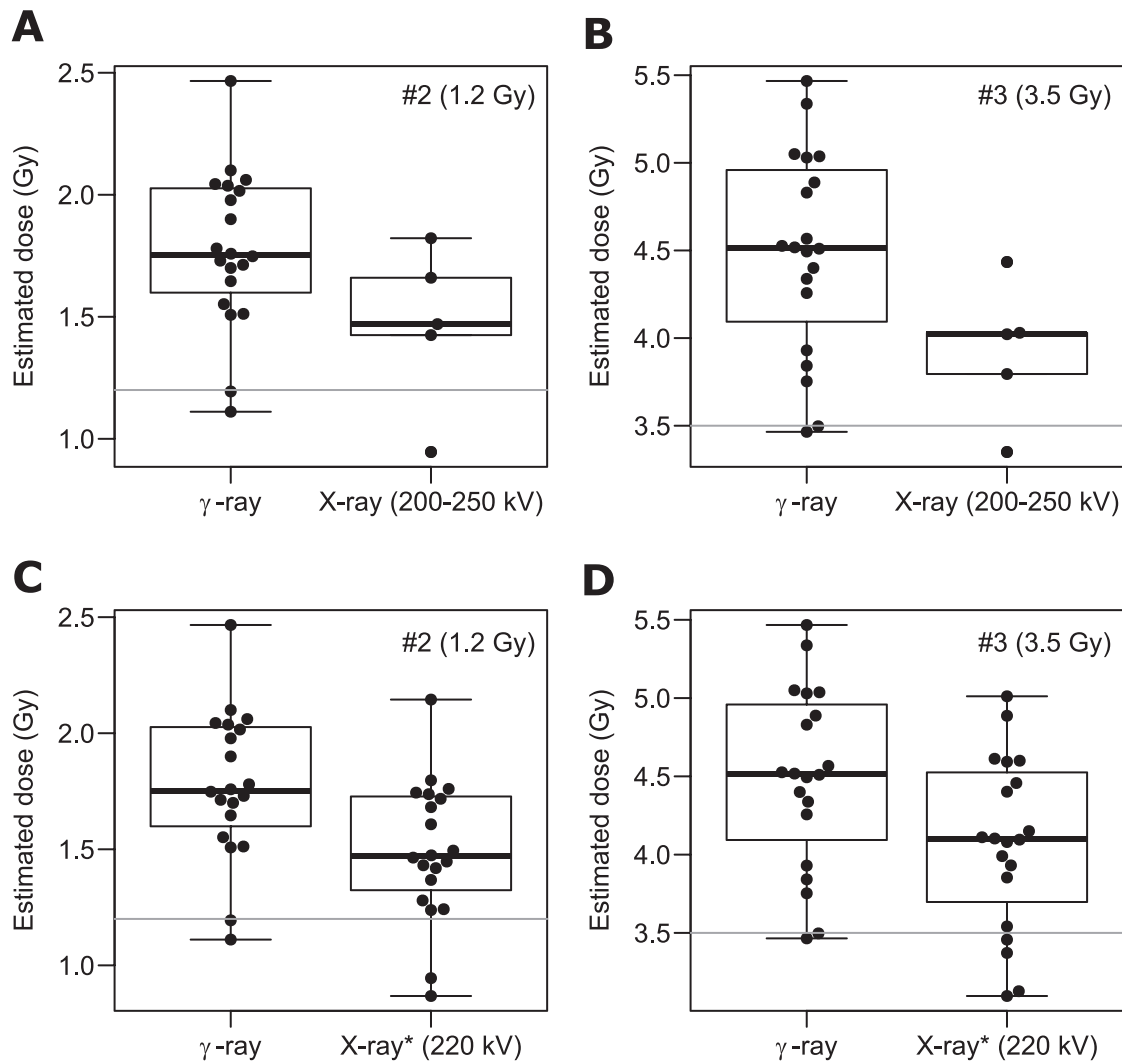 A
Estimated dose (Gy)
2.5
2.0
1.5
1.0
#2 (1.2 Gy)
γ-ray
X-ray (200-250 kV)
B
Estimated dose (Gy)
5.5
5.0
4.5
4.0
3.5
#3 (3.5 Gy)
γ-ray
X-ray (200-250 kV)
C
Estimated dose (Gy)
2.5
2.0
1.5
1.0
#2 (1.2 Gy)
γ-ray
X-ray* (220 kV)
D
Estimated dose (Gy)
5.5
5.0
4.5
4.0
3.5
#3 (3.5 Gy)
γ-ray
X-ray* (220 kV)